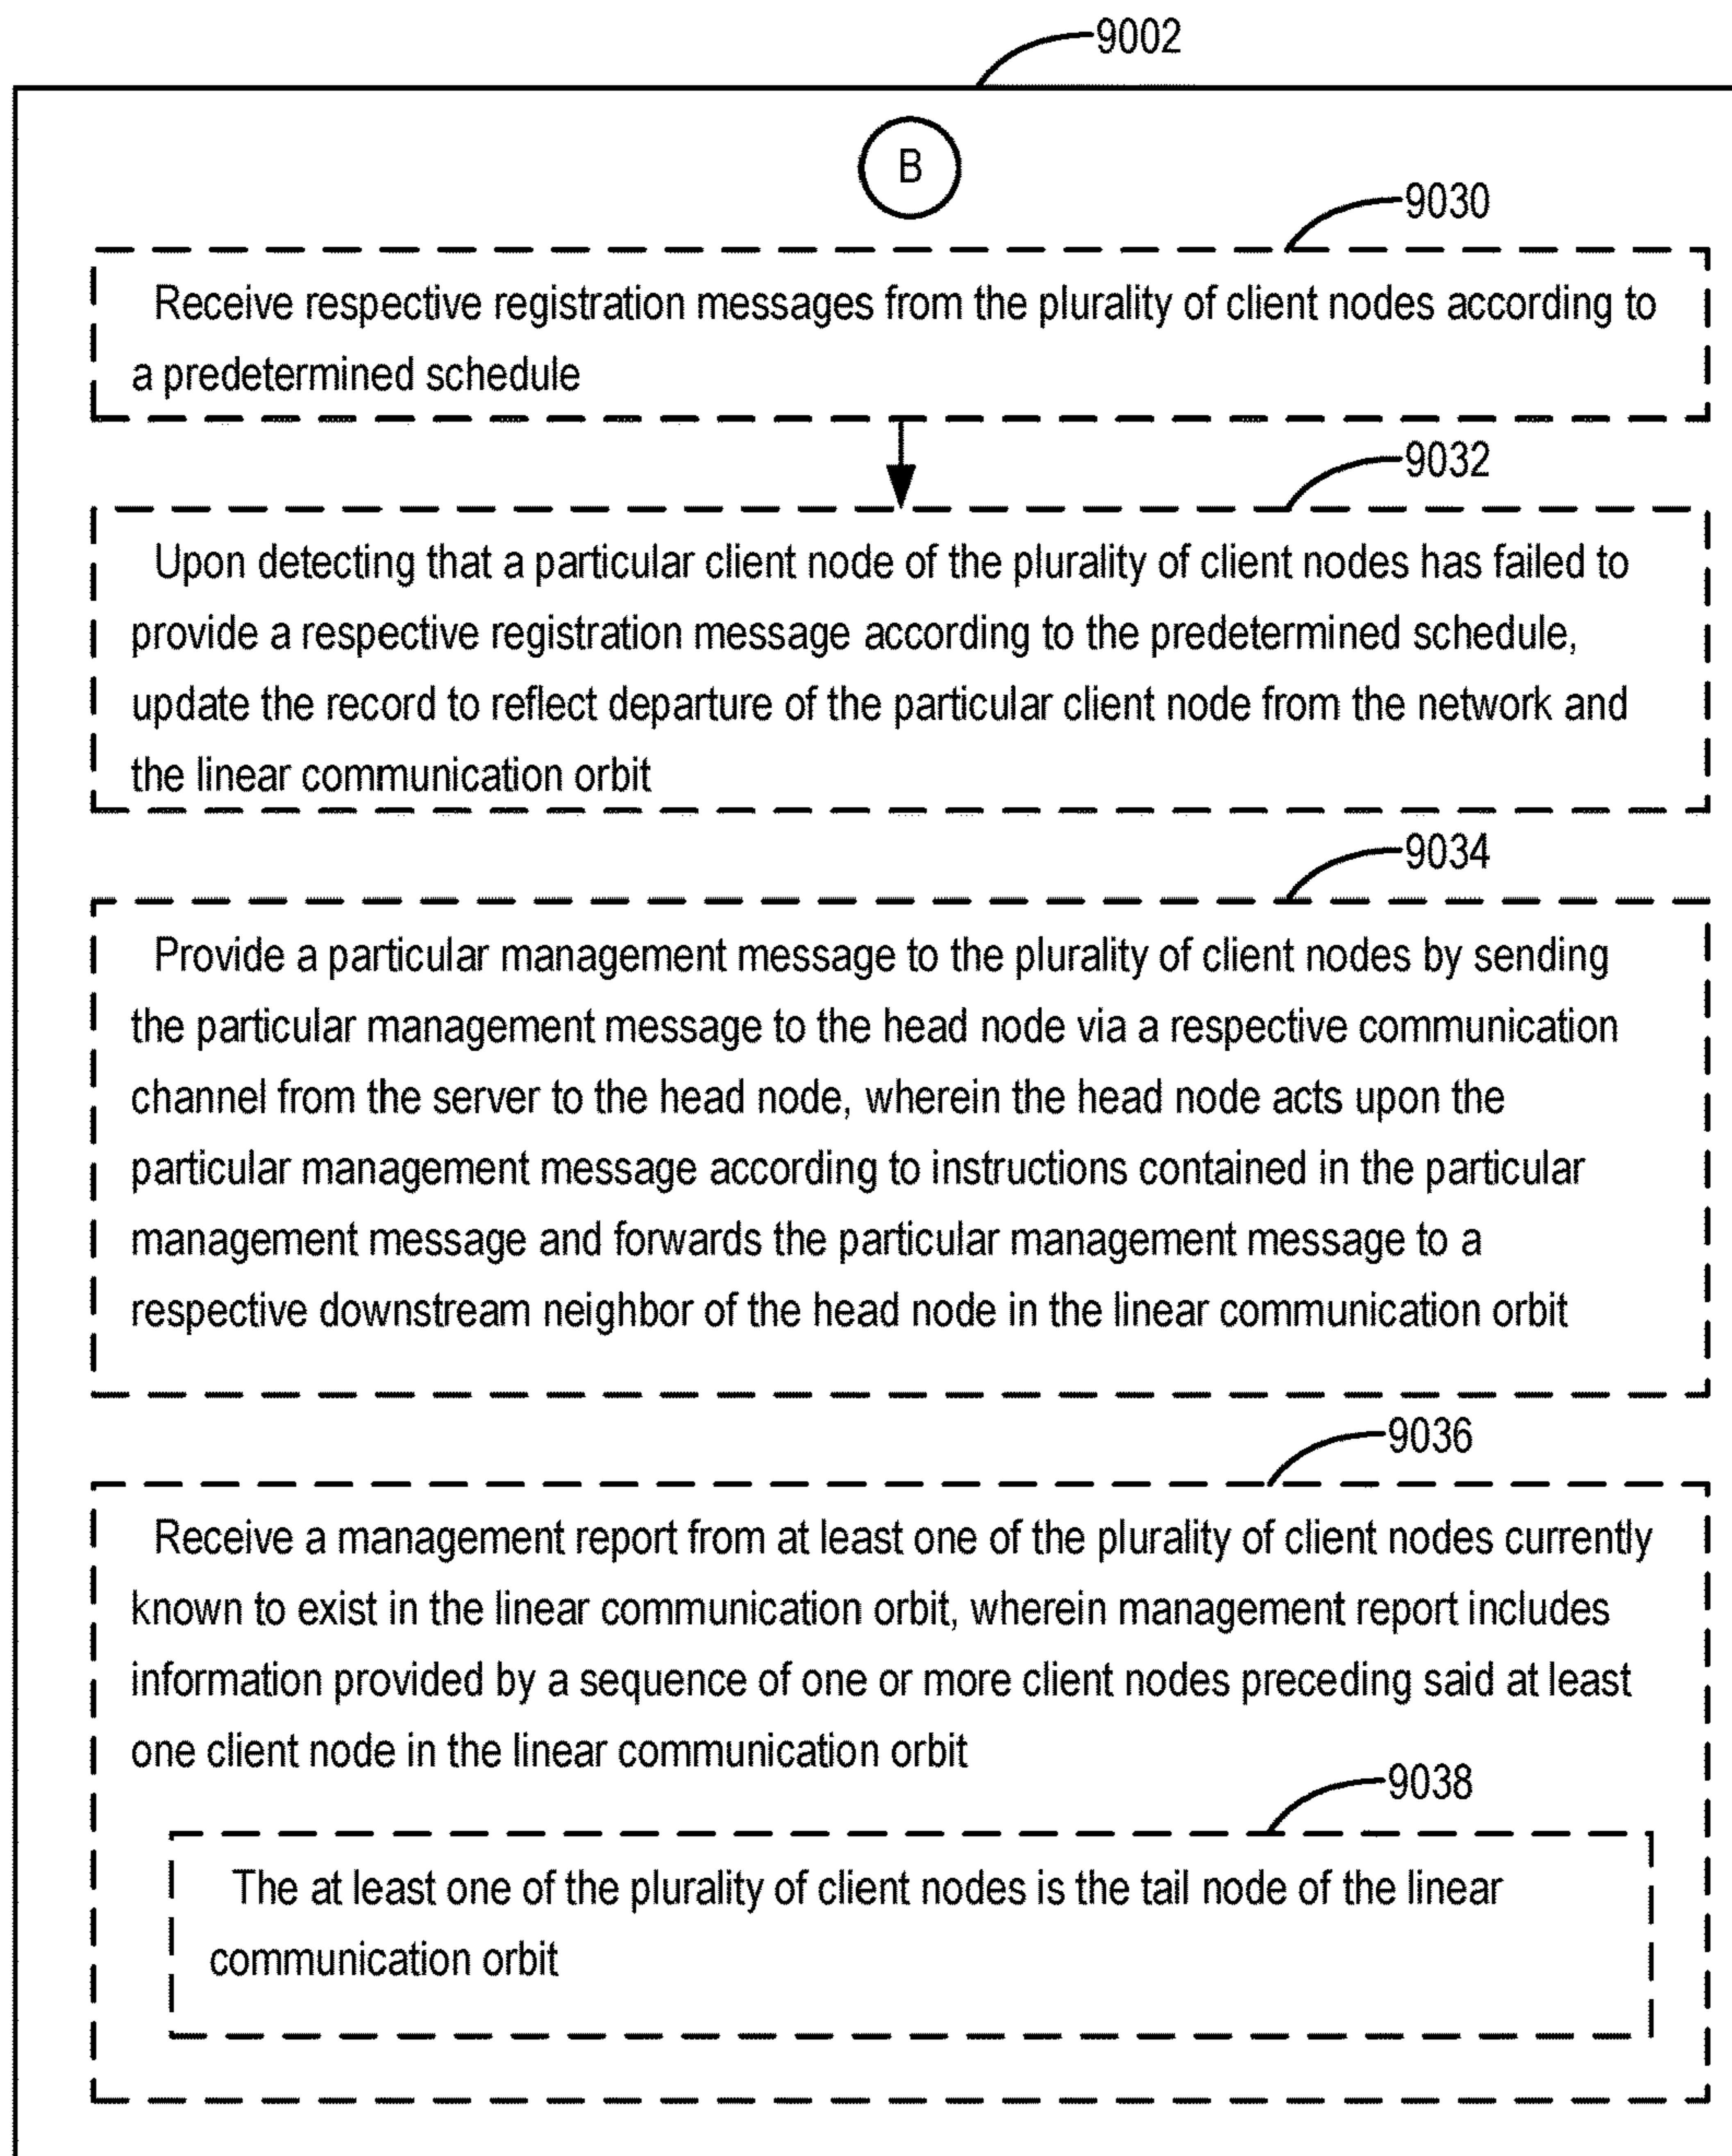 9002
B
9030
Receive respective registration messages from the plurality of client nodes according to
a predetermined schedule
9032
Upon detecting that a particular client node of the plurality of client nodes has failed to
provide a respective registration message according to the predetermined schedule,
update the record to reflect departure of the particular client node from the network and
the linear communication orbit
9034
Provide a particular management message to the plurality of client nodes by sending
the particular management message to the head node via a respective communication
channel from the server to the head node, wherein the head node acts upon the
particular management message according to instructions contained in the particular
management message and forwards the particular management message to a
respective downstream neighbor of the head node in the linear communication orbit
9036
Receive a management report from at least one of the plurality of client nodes currently
known to exist in the linear communication orbit, wherein management report includes
information provided by a sequence of one or more client nodes preceding said at least
one client node in the linear communication orbit
9038
The at least one of the plurality of client nodes is the tail node of the linear
communication orbit